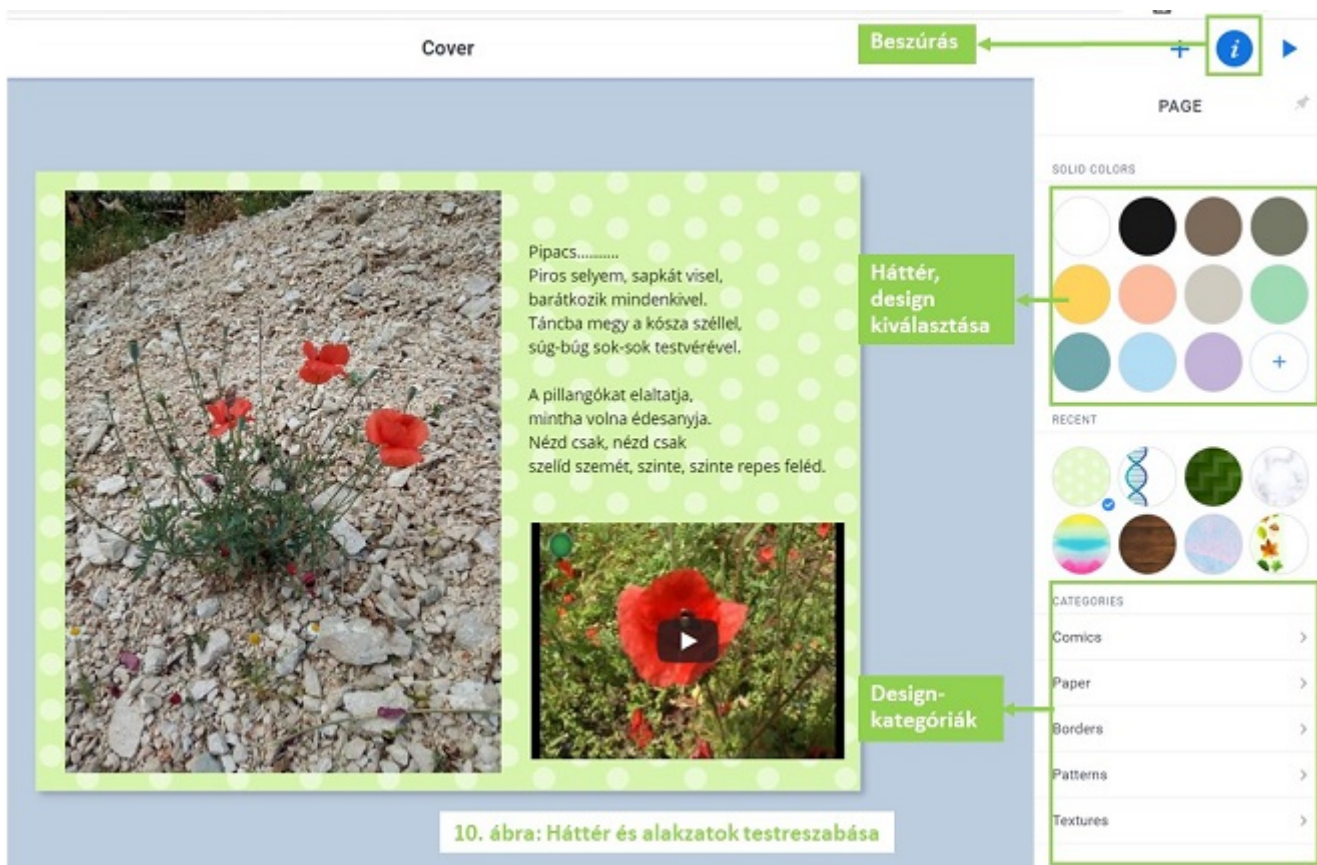 Cover
Beszúrás
+
i
PAGE
SOLID COLORS
Pipacs..........
Piros selyem, sapkát visel,
barátkozik mindenkivel.
Táncba megy a kósza széllel,
súg-búg sok-sok testvérével.
A pillangókat elaltatja,
mintha volna édesanyja.
Nézd csak, nézd csak
szelíd szemét, szinte, szinte repes feléd.
Háttér,
design
kiválasztása
+
RECENT
CATEGORIES
Comics
Paper
Borders
Patterns
Textures
Design-
kategóriák
10. ábra: Háttér és alakzatok testreszabása